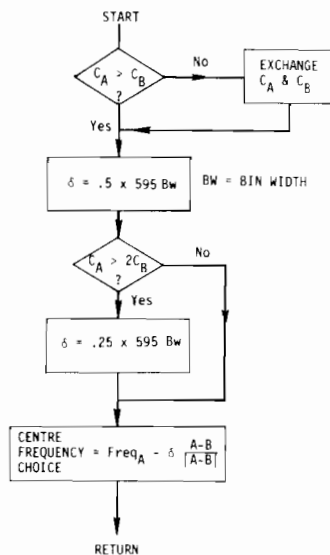 START
C_A > C_B
?
No
EXCHANGE
C_A & C_B
Yes
δ = .5 x 595 Bw
BW = BIN WIDTH
C_A > 2C_B
?
No
Yes
δ = .25 x 595 Bw
CENTRE
FREQUENCY = Freq_A - δ (A-B)/|A-B|
CHOICE
RETURN